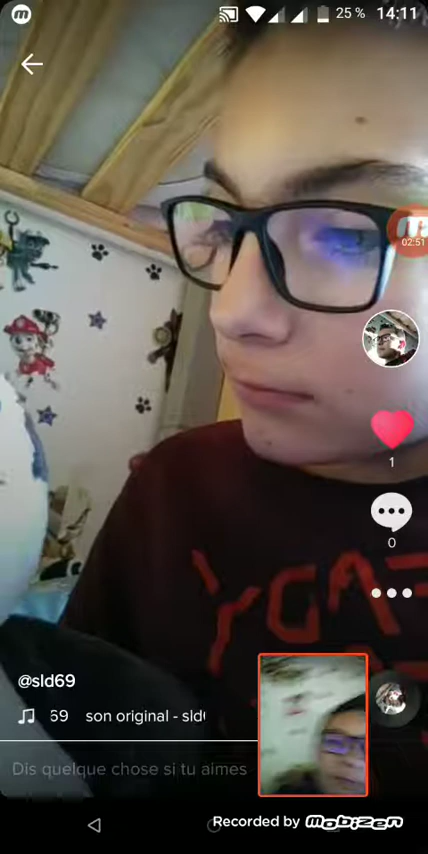 25 % 14:11
02:51
1
0
@sld69
69 son original - sld
Dis quelque chose si tu aimes
Recorded by Mobizen